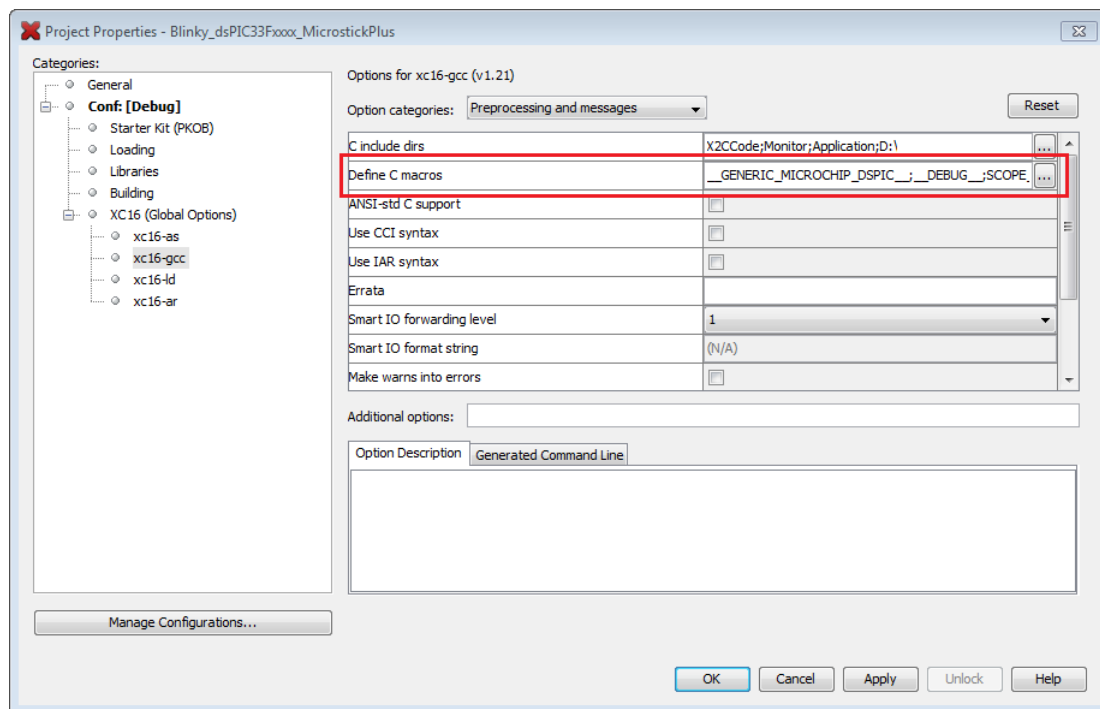 Project Properties - Blinky_dsPIC33Fxxxx_MicrostickPlus
Categories:
General
Conf: [Debug]
Starter Kit (PKOB)
Loading
Libraries
Building
XC16 (Global Options)
xc16-as
xc16-gcc
xc16-ld
xc16-ar
Manage Configurations...
Options for xc16-gcc (v1.21)
Option categories: Preprocessing and messages Reset
C include dirs X2CCode;Monitor;Application;D:\ ...
Define C macros __GENERIC_MICROCHIP_DSPIC__;__DEBUG__;SCOPE_ ...
ANSI-std C support
Use CCI syntax
Use IAR syntax
Errata
Smart IO forwarding level 1
Smart IO format string (N/A)
Make warns into errors
Additional options:
Option Description Generated Command Line
OK Cancel Apply Unlock Help